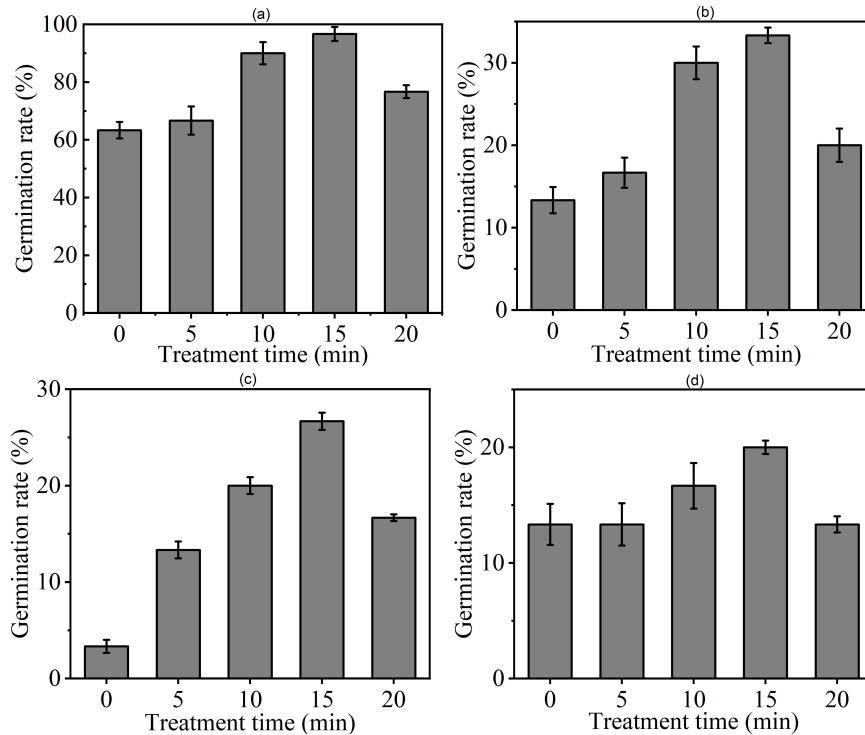 (a)
Germination rate (%)
100
80
60
40
20
0
0 5 10 15 20
Treatment time (min)
(b)
Germination rate (%)
30
20
10
0
0 5 10 15 20
Treatment time (min)
(c)
Germination rate (%)
30
20
10
0
0 5 10 15 20
Treatment time (min)
(d)
Germination rate (%)
20
10
0
0 5 10 15 20
Treatment time (min)